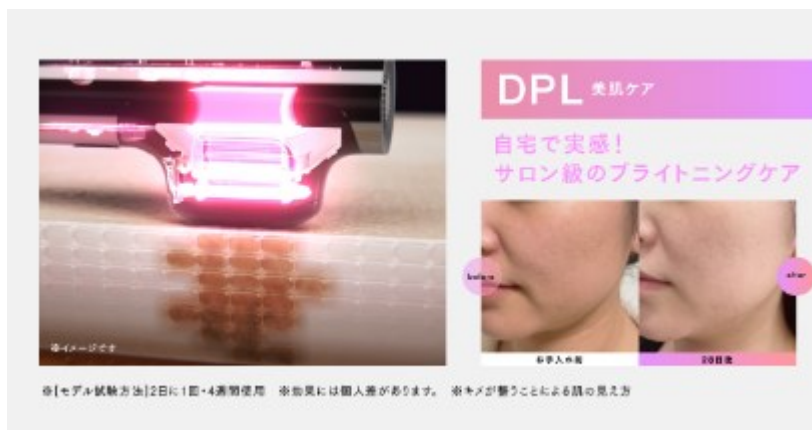 DPL 美肌ケア
自宅で実感!
サロン級のブライトニングケア
before
after
※イメージです
お手入れ前
28日後
※[モデル試験方法]2日に1回・4週間使用 ※効果には個人差があります。 ※キメが整うことによる肌の見え方